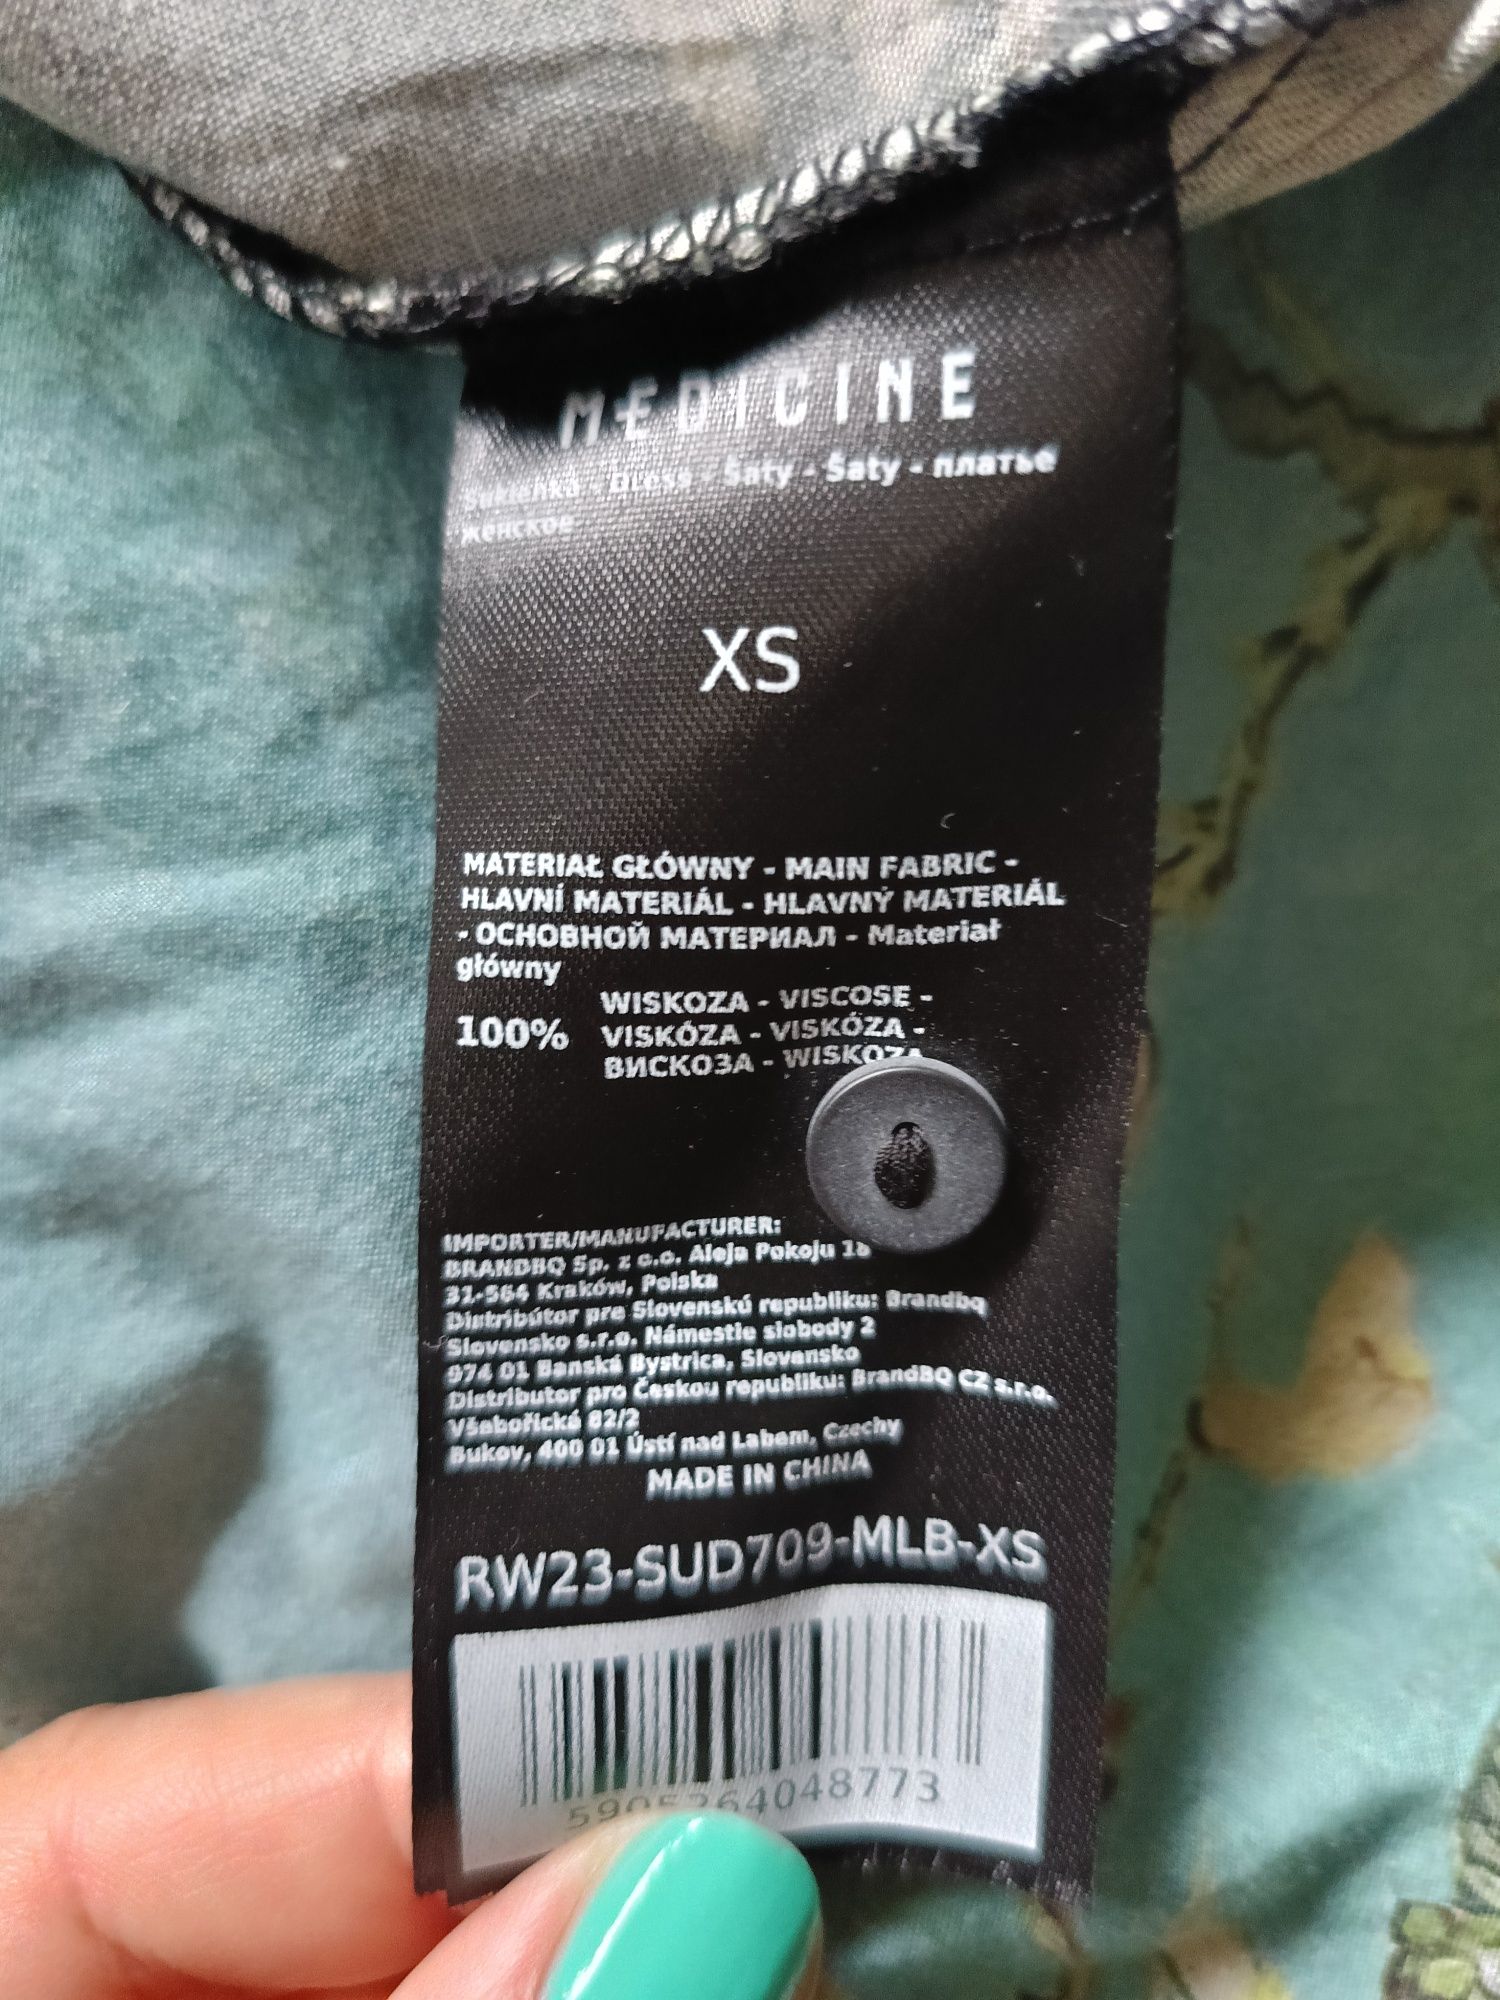 MEDICINE
Sukienka - Dress - Šaty - Šaty - платье
женское
XS
MATERIAŁ GŁÓWNY - MAIN FABRIC -
HLAVNÍ MATERIÁL - HLAVNÝ MATERIÁL
- ОСНОВНОЙ МАТЕРИАЛ - Materiał
główny
WISKOZA - VISCOSE -
100% VISKÓZA - VISKÓZA -
ВИСКОЗА - WISKOZA
IMPORTER/MANUFACTURER:
BRANDBQ Sp. z o.o. Aleja Pokoju 18
31-564 Kraków, Polska
Distribútor pre Slovenskú republiku: Brandbq
Slovensko s.r.o. Námestie slobody 2
974 01 Banská Bystrica, Slovensko
Distributor pro Českou republiku: BrandBQ CZ s.r.o.
Všebořická 82/2
Bukov, 400 01 Ústí nad Labem, Czechy
MADE IN CHINA
RW23-SUD709-MLB-XS
5905264048773